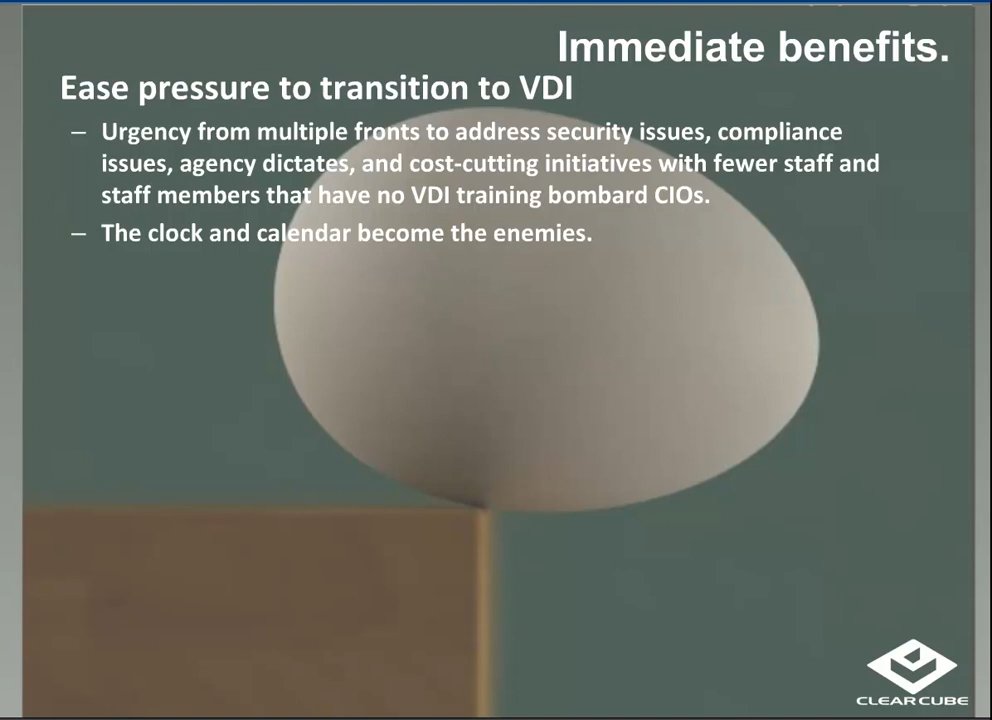 Immediate benefits.
Ease pressure to transition to VDI
– Urgency from multiple fronts to address security issues, compliance
issues, agency dictates, and cost-cutting initiatives with fewer staff and
staff members that have no VDI training bombard CIOs.
– The clock and calendar become the enemies.
CLEARCUBE